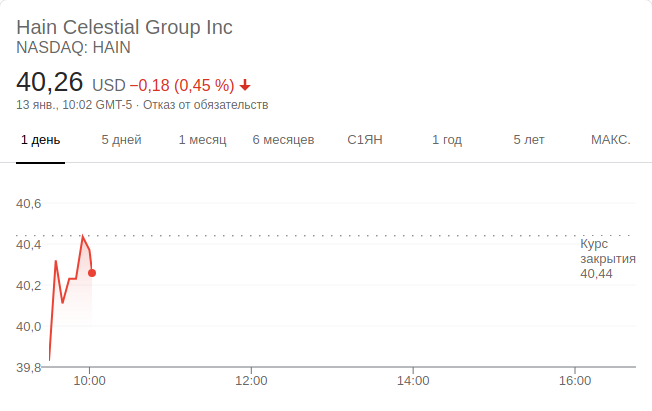 Hain Celestial Group Inc
NASDAQ: HAIN
40,26 USD −0,18 (0,45 %)
13 янв., 10:02 GMT-5 · Отказ от обязательств
1 день 5 дней 1 месяц 6 месяцев С1ЯН 1 год 5 лет МАКС.
40,6
40,4
40,2
40,0
39,8
Курс
закрытия
40,44
10:00 12:00 14:00 16:00